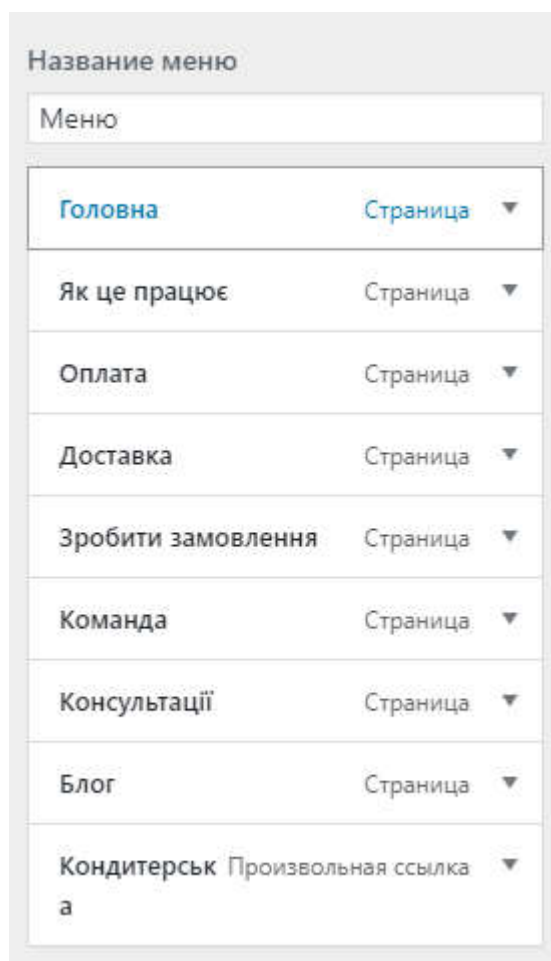 Название меню
Меню
Головна Страница
Як це працює Страница
Оплата Страница
Доставка Страница
Зробити замовлення Страница
Команда Страница
Консультації Страница
Блог Страница
Кондитерськ Произвольная ссылка
а